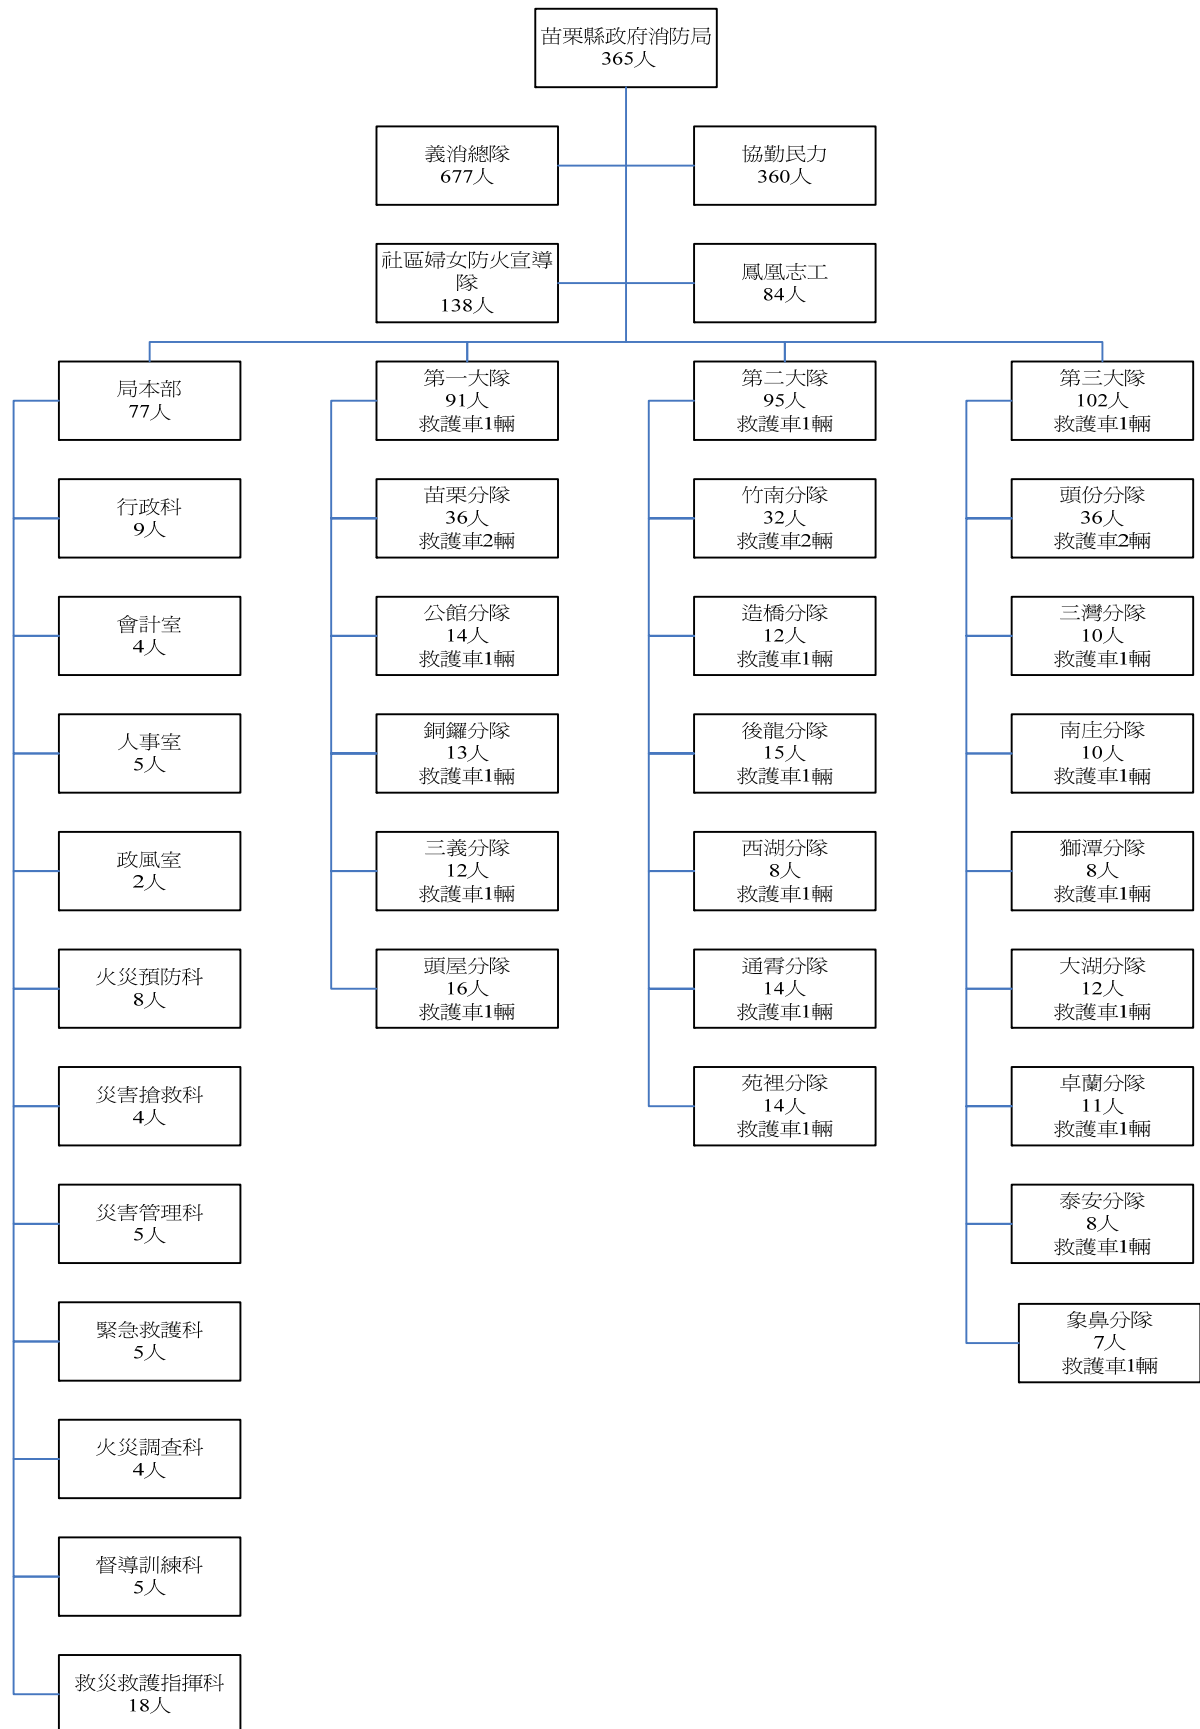 苗栗縣政府消防局
365人
義消總隊
677人
協勤民力
360人
社區婦女防火宣導
隊
138人
鳳凰志工
84人
局本部
77人
行政科
9人
會計室
4人
人事室
5人
政風室
2人
火災預防科
8人
災害搶救科
4人
災害管理科
5人
緊急救護科
5人
火災調查科
4人
督導訓練科
5人
救災救護指揮科
18人
第一大隊
91人
救護車1輛
苗栗分隊
36人
救護車2輛
公館分隊
14人
救護車1輛
銅鑼分隊
13人
救護車1輛
三義分隊
12人
救護車1輛
頭屋分隊
16人
救護車1輛
第二大隊
95人
救護車1輛
竹南分隊
32人
救護車2輛
造橋分隊
12人
救護車1輛
後龍分隊
15人
救護車1輛
西湖分隊
8人
救護車1輛
通霄分隊
14人
救護車1輛
苑裡分隊
14人
救護車1輛
第三大隊
102人
救護車1輛
頭份分隊
36人
救護車2輛
三灣分隊
10人
救護車1輛
南庄分隊
10人
救護車1輛
獅潭分隊
8人
救護車1輛
大湖分隊
12人
救護車1輛
卓蘭分隊
11人
救護車1輛
泰安分隊
8人
救護車1輛
象鼻分隊
7人
救護車1輛